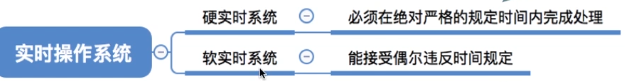 硬实时系统
必须在绝对严格的规定时间内完成处理
实时操作系统
软实时系统
能接受偶尔违反时间规定